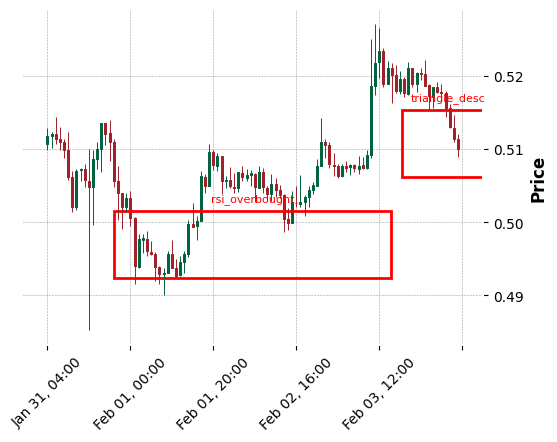 0.52
triangle_desc
0.51
Price
rsi_overbought
0.50
0.49
Jan 31, 04:00
Feb 01, 00:00
Feb 01, 20:00
Feb 02, 16:00
Feb 03, 12:00